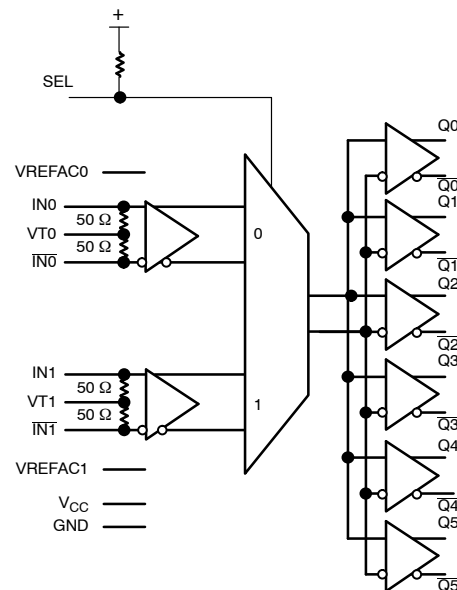 +
SEL
VREFAC0
IN0
50 Ω
VT0
50 Ω
IN0
0
IN1
50 Ω
VT1
50 Ω
IN1
1
VREFAC1
VCC
GND
Q0
Q0
Q1
Q1
Q2
Q2
Q3
Q3
Q4
Q4
Q5
Q5